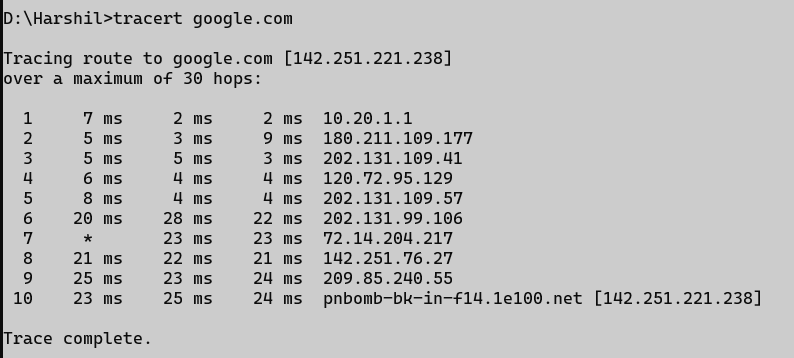 D:\Harshil>tracert google.com
Tracing route to google.com [142.251.221.238]
over a maximum of 30 hops:
1 7 ms 2 ms 2 ms 10.20.1.1
2 5 ms 3 ms 9 ms 180.211.109.177
3 5 ms 5 ms 3 ms 202.131.109.41
4 6 ms 4 ms 4 ms 120.72.95.129
5 8 ms 4 ms 4 ms 202.131.109.57
6 20 ms 28 ms 22 ms 202.131.99.106
7 * 23 ms 23 ms 72.14.204.217
8 21 ms 22 ms 21 ms 142.251.76.27
9 25 ms 23 ms 24 ms 209.85.240.55
10 23 ms 25 ms 24 ms pnbomb-bk-in-f14.1e100.net [142.251.221.238]
Trace complete.